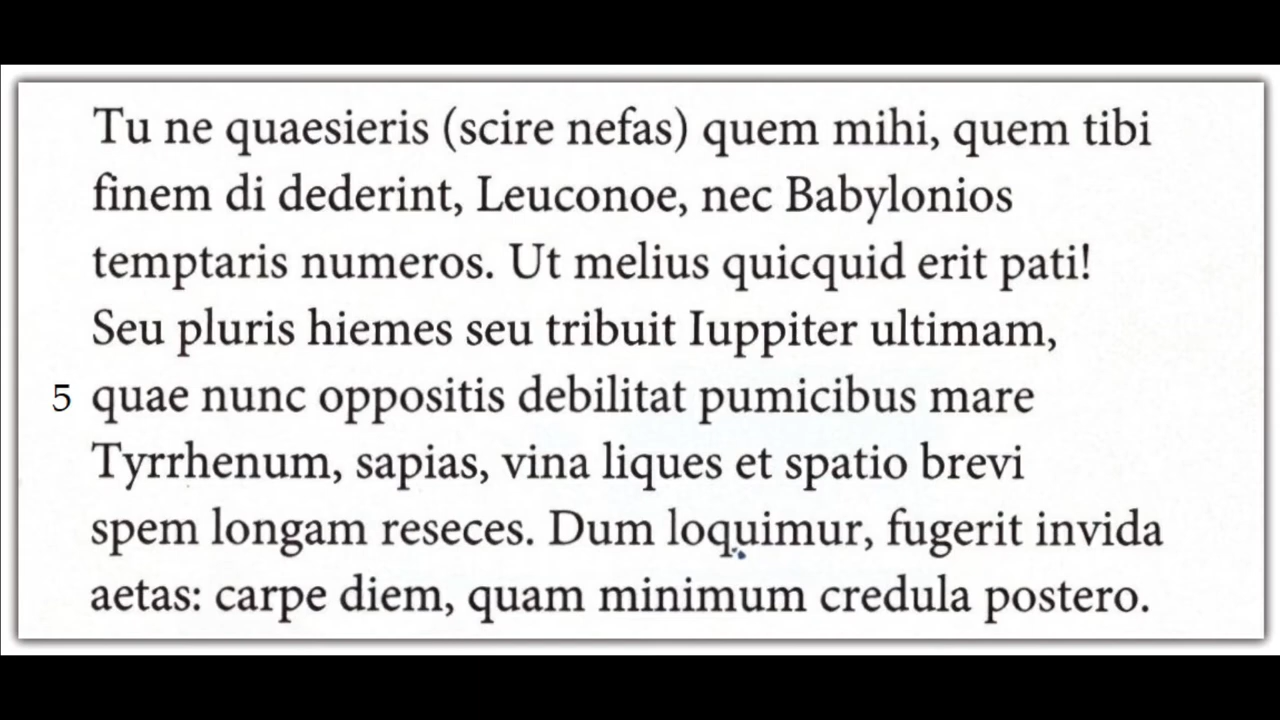 Tu ne quaesieris (scire nefas) quem mihi, quem tibi
finem di dederint, Leuconoe, nec Babylonios
temptaris numeros. Ut melius quicquid erit pati!
Seu pluris hiemes seu tribuit Iuppiter ultimam,
5 quae nunc oppositis debilitat pumicibus mare
Tyrrhenum, sapias, vina liques et spatio brevi
spem longam reseces. Dum loquimur, fugerit invida
aetas: carpe diem, quam minimum credula postero.